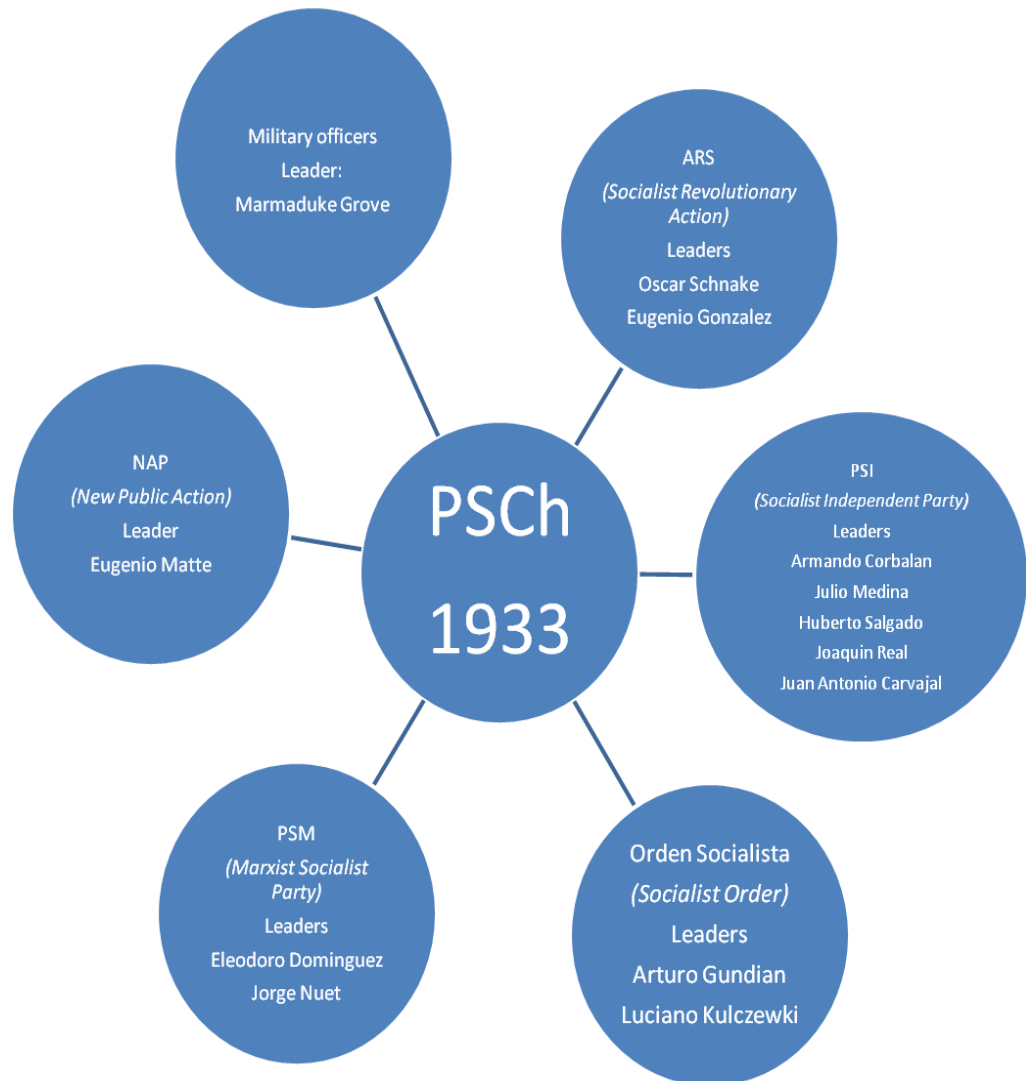 Military officers
Leader:
Marmaduke Grove
ARS
(Socialist Revolutionary
Action)
Leaders
Oscar Schnake
Eugenio Gonzalez
NAP
(New Public Action)
Leader
Eugenio Matte
PSCh
1933
PSI
(Socialist Independent Party)
Leaders
Armando Corbalan
Julio Medina
Huberto Salgado
Joaquin Real
Juan Antonio Carvajal
PSM
(Marxist Socialist
Party)
Leaders
Eleodoro Dominguez
Jorge Nuet
Orden Socialista
(Socialist Order)
Leaders
Arturo Gundian
Luciano Kulczewki